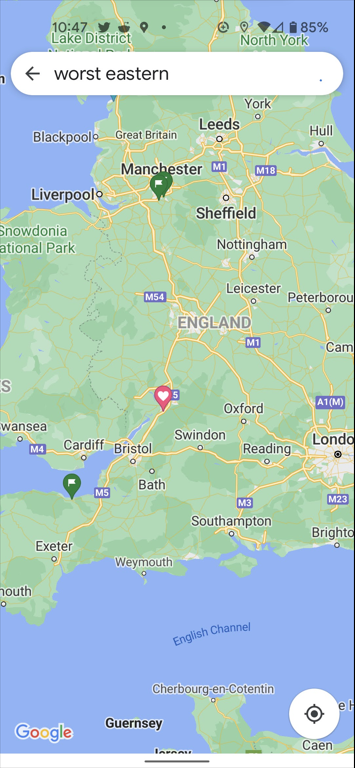 10:47
85%
Lake District
National Park
North York
worst eastern
York
Leeds
Hull
Blackpool
Great Britain
M1
M18
Manchester
Liverpool
Sheffield
Snowdonia
ational Park
Nottingham
Leicester
Peterborou
M54
ENGLAND
M1
Cam
ES
5
A1(M)
Oxford
wansea
M4
Cardiff
Bristol
Swindon
Reading
Londo
Bath
M5
M3
M23
Southampton
Brighto
Exeter
Weymouth
mouth
English Channel
Cherbourg-en-Cotentin
Guernsey
Google
Jersey
Caen